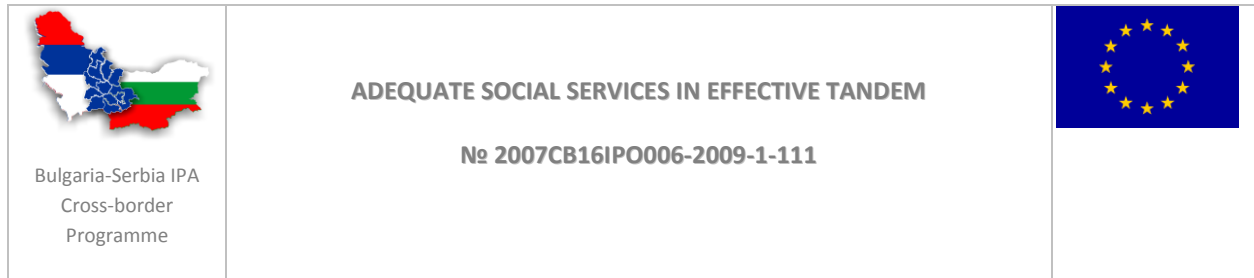 Bulgaria-Serbia IPA
Cross-border
Programme
ADEQUATE SOCIAL SERVICES IN EFFECTIVE TANDEM
№ 2007CB16IPO006-2009-1-111